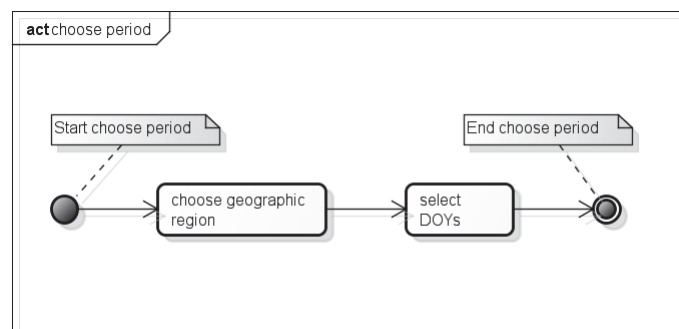 act choose period
Start choose period
End choose period
choose geographic
region
select
DOYs